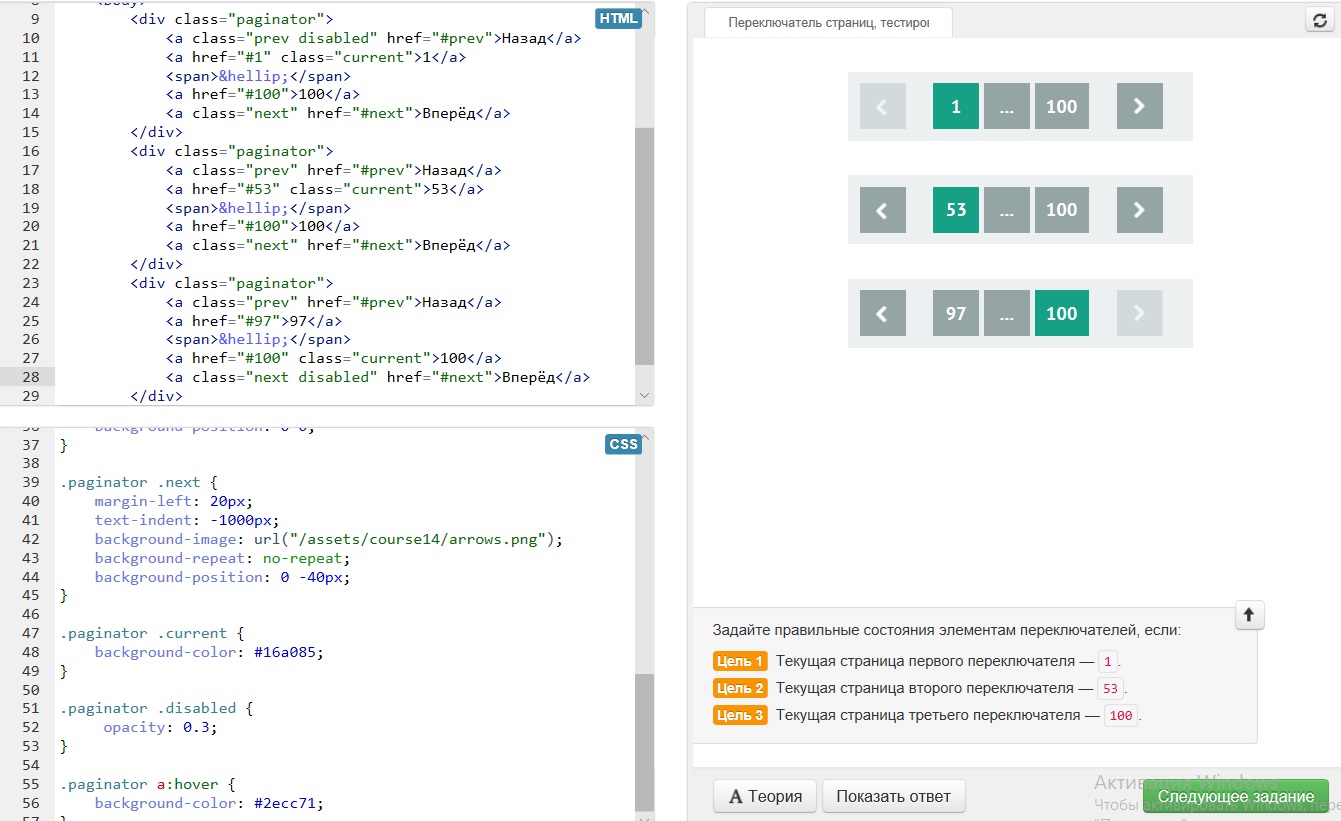 8 <body>
9 <div class="paginator">
HTML
10 <a class="prev disabled" href="#prev">Назад</a>
11 <a href="#1" class="current">1</a>
12 <span>&hellip;</span>
13 <a href="#100">100</a>
14 <a class="next" href="#next">Вперёд</a>
15 </div>
16 <div class="paginator">
17 <a class="prev" href="#prev">Назад</a>
18 <a href="#53" class="current">53</a>
19 <span>&hellip;</span>
20 <a href="#100">100</a>
21 <a class="next" href="#next">Вперёд</a>
22 </div>
23 <div class="paginator">
24 <a class="prev" href="#prev">Назад</a>
25 <a href="#97">97</a>
26 <span>&hellip;</span>
27 <a href="#100" class="current">100</a>
28 <a class="next disabled" href="#next">Вперёд</a>
29 </div>
36 background-position: 0 0;
37 }
CSS
38
39 .paginator .next {
40 margin-left: 20px;
41 text-indent: -1000px;
42 background-image: url("/assets/course14/arrows.png");
43 background-repeat: no-repeat;
44 background-position: 0 -40px;
45 }
46
47 .paginator .current {
48 background-color: #16a085;
49 }
50
51 .paginator .disabled {
52 opacity: 0.3;
53 }
54
55 .paginator a:hover {
56 background-color: #2ecc71;
57 }
Переключатель страниц, тестиро
1 ... 100
53 ... 100
97 ... 100
Задайте правильные состояния элементам переключателей, если:
Цель 1 Текущая страница первого переключателя — 1.
Цель 2 Текущая страница второго переключателя — 53.
Цель 3 Текущая страница третьего переключателя — 100.
Активация Windows
Чтобы активировать Windows, пере
A Теория
Показать ответ
Следующее задание